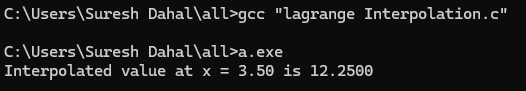 C:\Users\Suresh Dahal\all>gcc "lagrange Interpolation.c"
C:\Users\Suresh Dahal\all>a.exe
Interpolated value at x = 3.50 is 12.2500